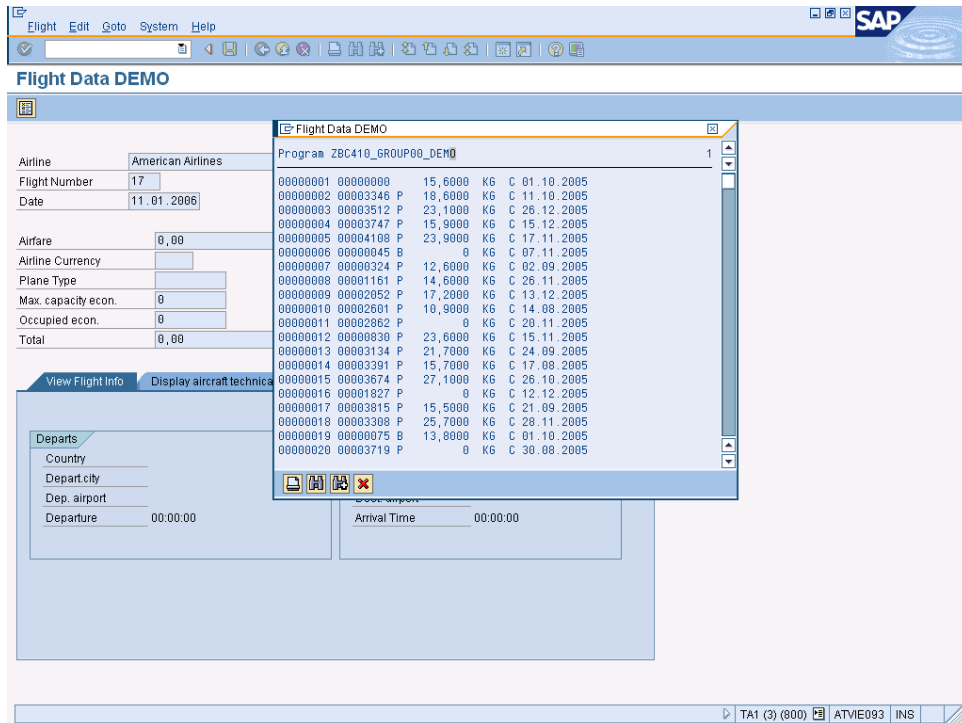 Flight Edit Goto System Help
SAP
Flight Data DEMO
Airline American Airlines
Flight Number 17
Date 11.01.2006
Airfare 0,00
Airline Currency
Plane Type
Max. capacity econ. 0
Occupied econ. 0
Total 0,00
View Flight Info Display aircraft technica
Departs
Country
Depart.city
Dep. airport
Departure 00:00:00
Arrival Time 00:00:00
Flight Data DEMO
Program ZBC410_GROUP00_DEMO 1
00000001 00000000 15,6000 KG C 01.10.2005
00000002 00003346 P 18,6000 KG C 11.10.2005
00000003 00003512 P 23,1000 KG C 26.12.2005
00000004 00003747 P 15,9000 KG C 15.12.2005
00000005 00004108 P 23,9000 KG C 17.11.2005
00000006 00000045 B 0 KG C 07.11.2005
00000007 00000324 P 12,6000 KG C 02.09.2005
00000008 00001161 P 14,6000 KG C 26.11.2005
00000009 00002052 P 17,2000 KG C 13.12.2005
00000010 00002601 P 10,9000 KG C 14.08.2005
00000011 00002862 P 0 KG C 20.11.2005
00000012 00000830 P 23,6000 KG C 15.11.2005
00000013 00003134 P 21,7000 KG C 24.09.2005
00000014 00003391 P 15,7000 KG C 17.08.2005
00000015 00003674 P 27,1000 KG C 26.10.2005
00000016 00001827 P 0 KG C 12.12.2005
00000017 00003815 P 15,5000 KG C 21.09.2005
00000018 00003308 P 25,7000 KG C 28.11.2005
00000019 00000075 B 13,8000 KG C 01.10.2005
00000020 00003719 P 0 KG C 30.08.2005
TA1 (3) (800) ATVIE093 INS